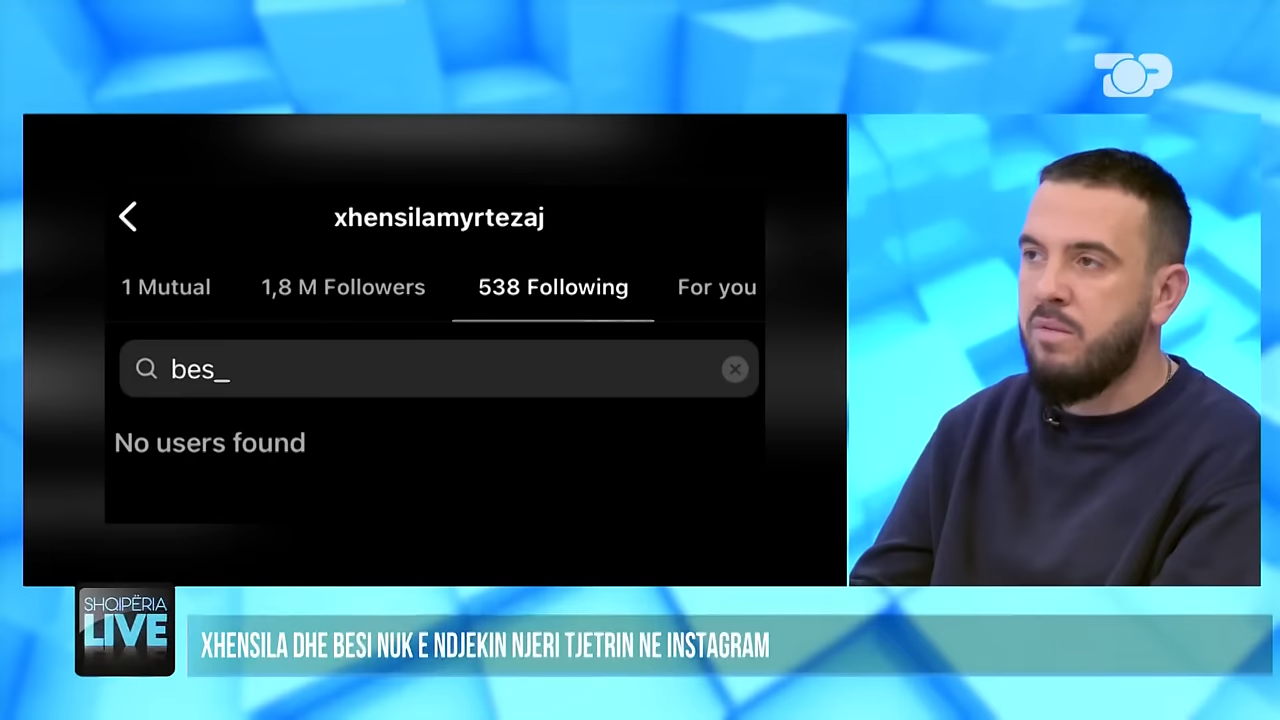 TOP
xhensilamyrtezaj
1 Mutual 1,8 M Followers 538 Following For you
bes_
No users found
SHQIPËRIA
LIVE
XHENSILA DHE BESI NUK E NDJEKIN NJERI TJETRIN NE INSTAGRAM